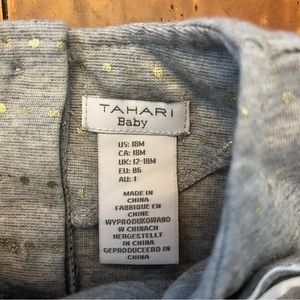 TAHARI
Baby
US: 18M
CA: 18M
UK: 12-18M
EU: 86
AU: 1
MADE IN
CHINA
FABRIQUE EN
CHINE
WYPRODUKOWANO
W CHINACH
HERGESTELLT
IN CHINA
GEPRODUCEERD IN
CHINA